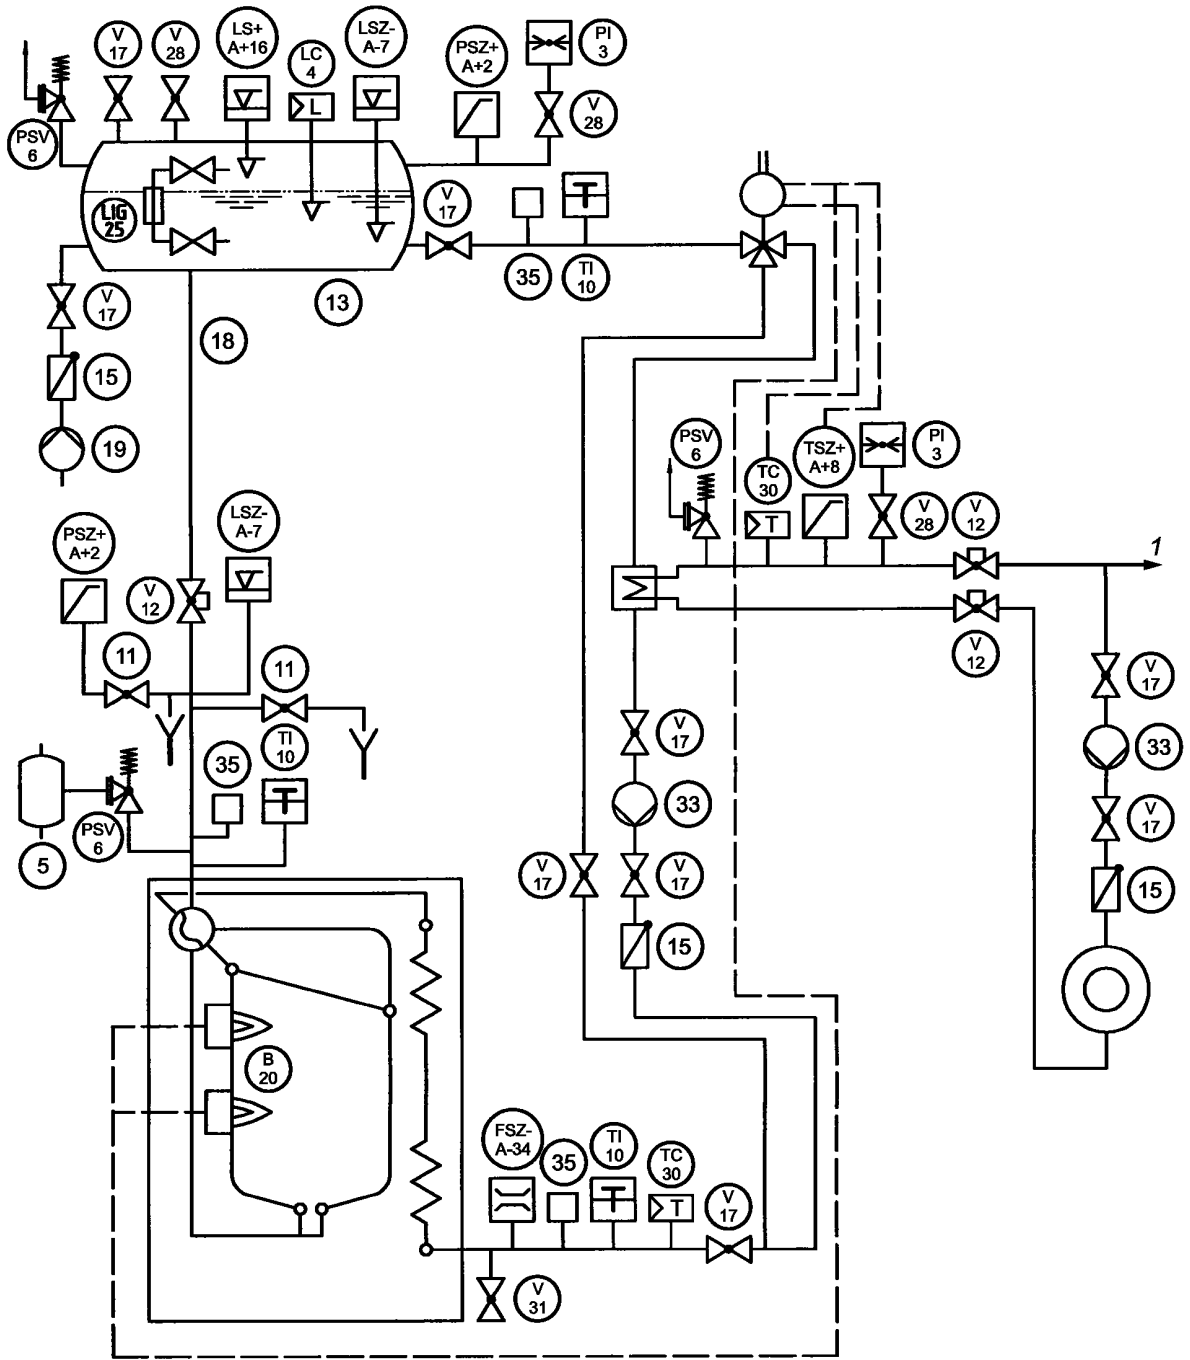 V
17
V
28
LS+
A+16
LC
4
LSZ-
A-7
PSZ+
A+2
PI
3
V
28
PSV
6
L
LIG
25
V
17
T
35
TI
10
13
V
17
18
15
19
PSV
6
TC
30
TSZ+
A+8
PI
3
T
V
28
V
12
1
PSZ+
A+2
LSZ-
A-7
V
12
V
12
11
11
V
17
V
17
TI
10
35
T
33
33
PSV
6
5
V
17
V
17
V
17
15
15
B
20
FSZ-
A-34
35
TI
10
TC
30
V
17
T
T
V
31